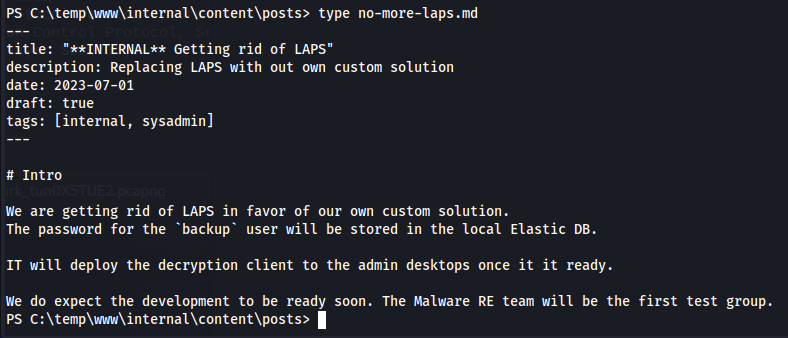 PS C:\temp\www\internal\content\posts> type no-more-laps.md
---
title: "**INTERNAL** Getting rid of LAPS"
description: Replacing LAPS with out own custom solution
date: 2023-07-01
draft: true
tags: [internal, sysadmin]
---
# Intro
We are getting rid of LAPS in favor of our own custom solution.
The password for the `backup` user will be stored in the local Elastic DB.
IT will deploy the decryption client to the admin desktops once it it ready.
We do expect the development to be ready soon. The Malware RE team will be the first test group.
PS C:\temp\www\internal\content\posts>